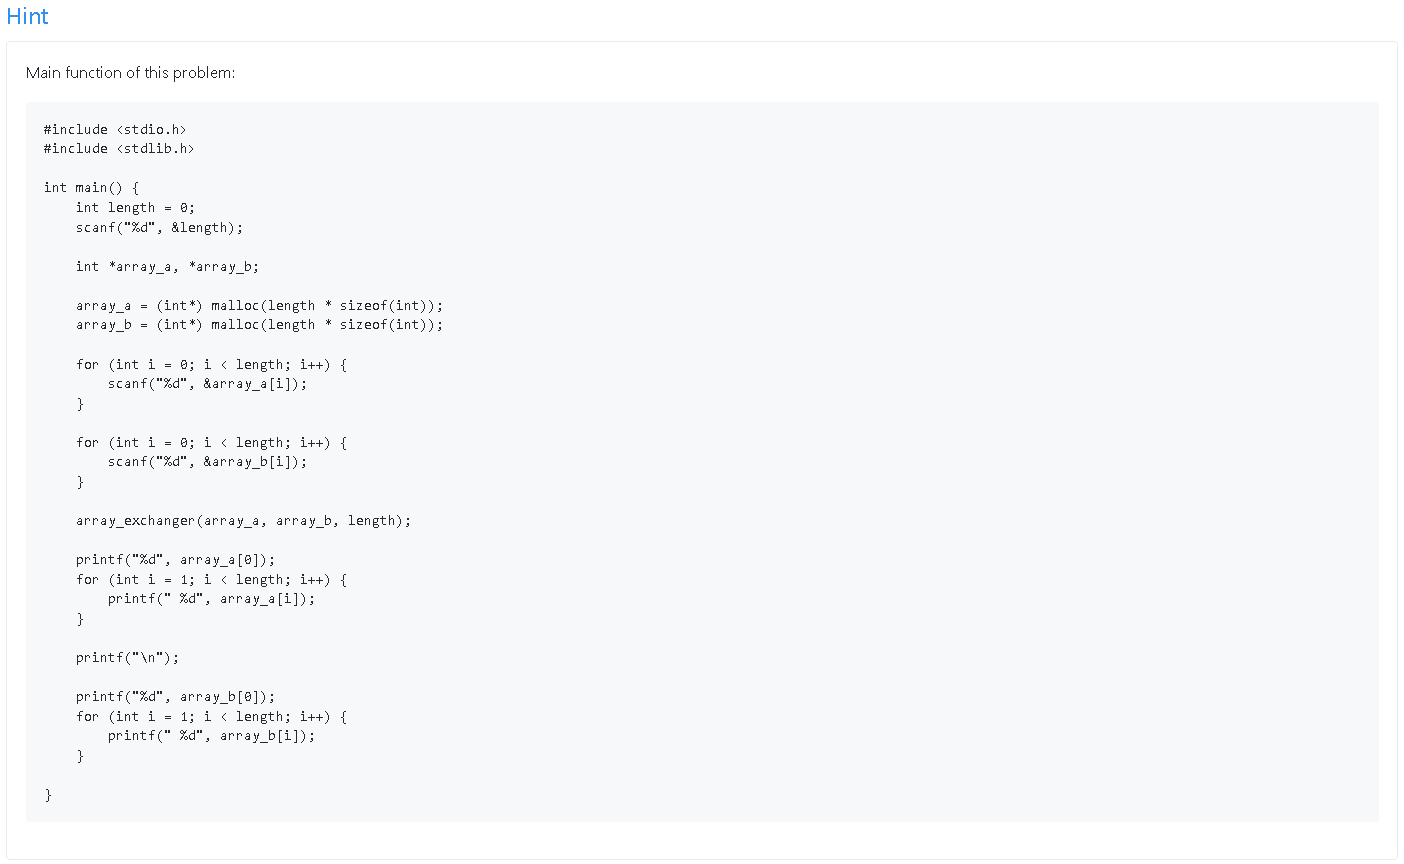 Hint
Main function of this problem:
#include <stdio.h>
#include <stdlib.h>
int main() {
int length = 0;
scanf("%d", &length);
int *array_a, *array_b;
array_a = (int*) malloc(length * sizeof(int));
array_b = (int*) malloc(length * sizeof(int));
for (int i = 0; i < length; i++) {
scanf("%d", &array_a[i]);
}
for (int i = 0; i < length; i++) {
scanf("%d", &array_b[i]);
}
array_exchanger(array_a, array_b, length);
printf("%d", array_a[0]);
for (int i = 1; i < length; i++) {
printf(" %d", array_a[i]);
}
printf("\n");
printf("%d", array_b[0]);
for (int i = 1; i < length; i++) {
printf(" %d", array_b[i]);
}
}